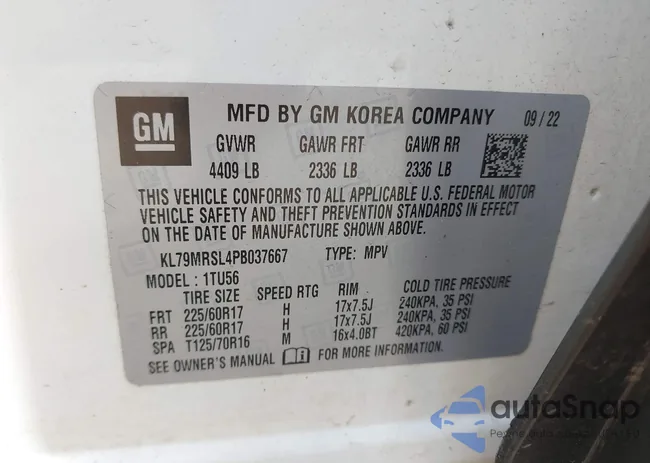 GM
MFD BY GM KOREA COMPANY 09/22
GVWR GAWR FRT GAWR RR
4409 LB 2336 LB 2336 LB
THIS VEHICLE CONFORMS TO ALL APPLICABLE U.S. FEDERAL MOTOR
VEHICLE SAFETY AND THEFT PREVENTION STANDARDS IN EFFECT
ON THE DATE OF MANUFACTURE SHOWN ABOVE.
KL79MRSL4PB037667 TYPE: MPV
MODEL: 1TU56
TIRE SIZE SPEED RTG RIM COLD TIRE PRESSURE
FRT 225/60R17 H 17x7.5J 240KPA, 35 PSI
RR 225/60R17 H 17x7.5J 240KPA, 35 PSI
SPA T125/70R16 M 16x4.0BT 420KPA, 60 PSI
SEE OWNER'S MANUAL FOR MORE INFORMATION
autoSnap